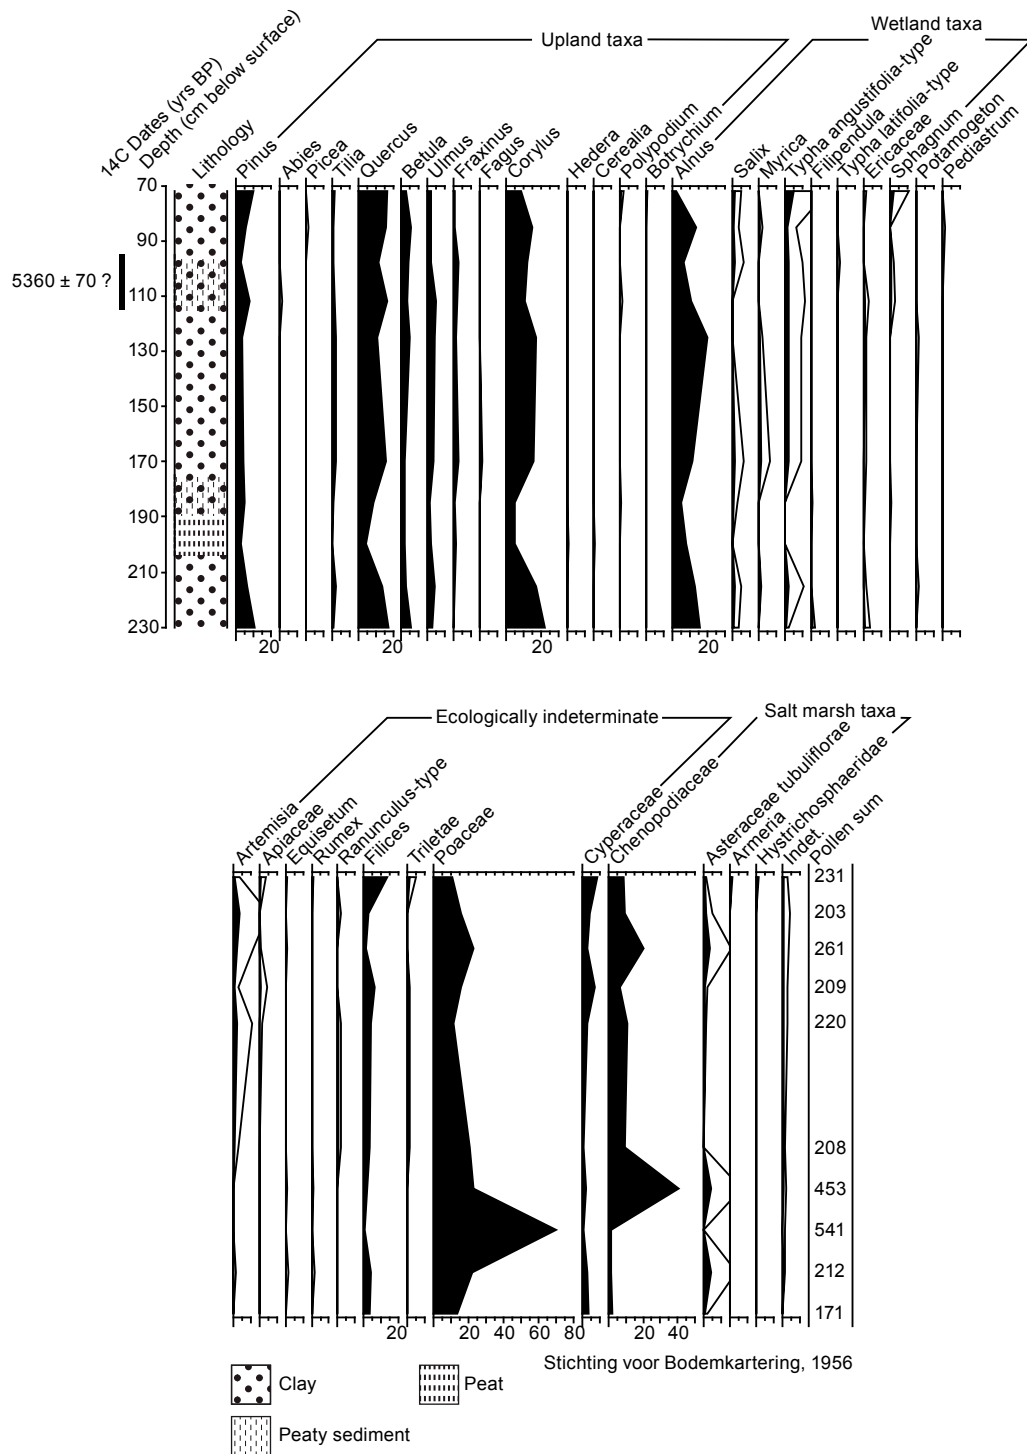 Upland taxa
Wetland taxa
14C Dates (yrs BP)
Depth (cm below surface)
Lithology
Pinus
Abies
Picea
Tilia
Quercus
Betula
Ulmus
Fraxinus
Fagus
Corylus
Hedera
Cerealia
Polypodium
Botrychium
Alnus
Salix
Myrica
Typha angustifolia-type
Filipendula
Typha latifolia-type
Ericaceae
Sphagnum
Potamogeton
Pediastrum
70
90
5360 ± 70 ?
110
130
150
170
190
210
230
20 20 20 20
Ecologically indeterminate
Salt marsh taxa
Artemisia
Apiaceae
Equisetum
Rumex
Ranunculus-type
Filices
Triletae
Poaceae
Cyperaceae
Chenopodiaceae
Asteraceae tubuliflorae
Armeria
Hystrichosphaeridae
Indet.
Pollen sum
231
203
261
209
220
208
453
541
212
171
20 20 40 60 80 20 40
Stichting voor Bodemkartering, 1956
Clay
Peat
Peaty sediment